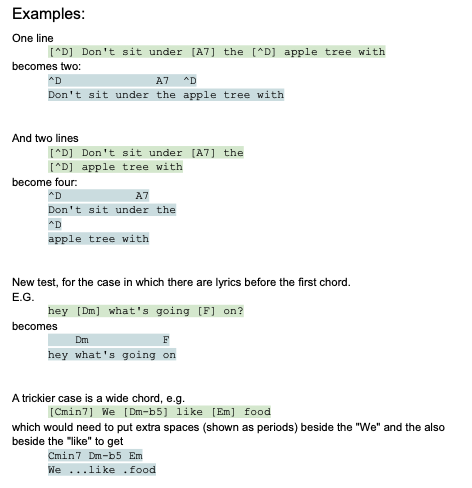 Examples:
One line
[^D] Don't sit under [A7] the [^D] apple tree with
becomes two:
^D             A7  ^D
Don't sit under the apple tree with
And two lines
[^D] Don't sit under [A7] the
[^D] apple tree with
become four:
^D          A7
Don't sit under the
^D
apple tree with
New test, for the case in which there are lyrics before the first chord.
E.G.
hey [Dm] what's going [F] on?
becomes
    Dm           F
hey what's going on
A trickier case is a wide chord, e.g.
[Cmin7] We [Dm-b5] like [Em] food
which would need to put extra spaces (shown as periods) beside the "We" and the also
beside the "like" to get
Cmin7 Dm-b5 Em
We ...like .food